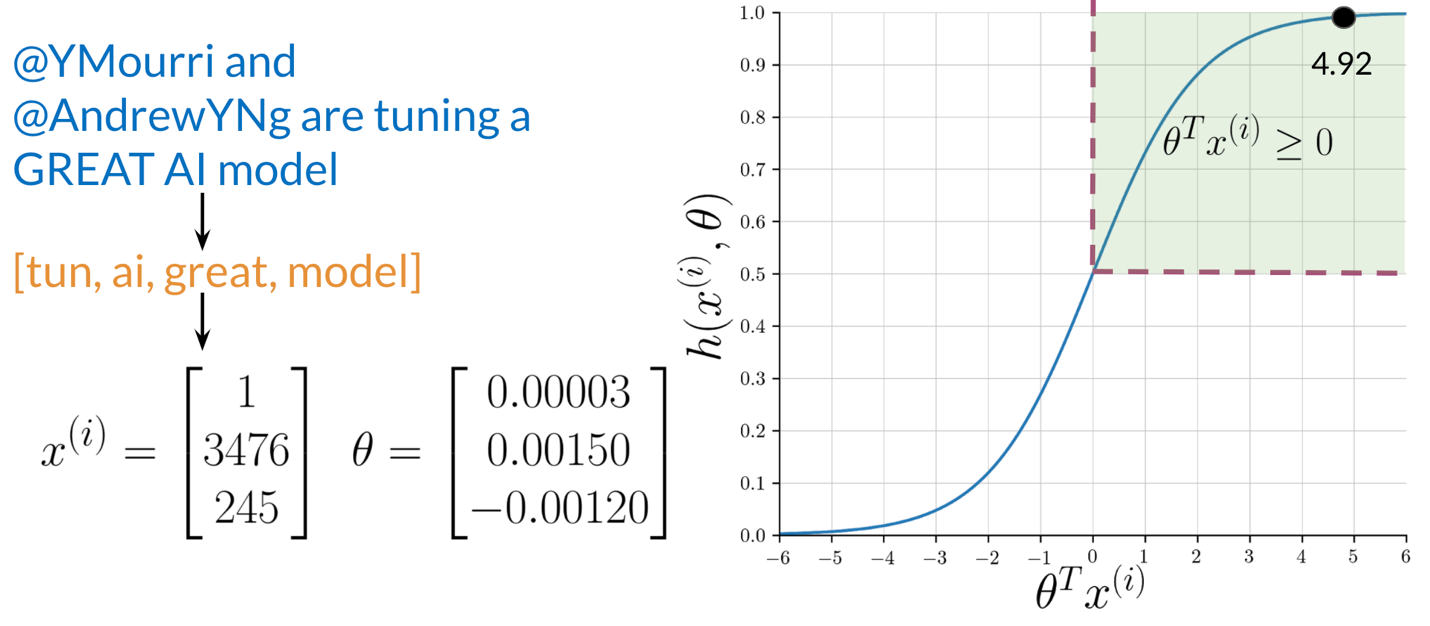 @YMourri and
@AndrewYNg are tuning a
GREAT AI model
[tun, ai, great, model]
x^{(i)} = [1 3476 245] θ = [0.00003 0.00150 −0.00120]
h(x^{(i)}, θ)
1.0
0.9
0.8
0.7
0.6
0.5
0.4
0.3
0.2
0.1
0.0
4.92
θ^T x^{(i)} ≥ 0
−6 −5 −4 −3 −2 −1 0 1 2 3 4 5 6
θ^T x^{(i)}